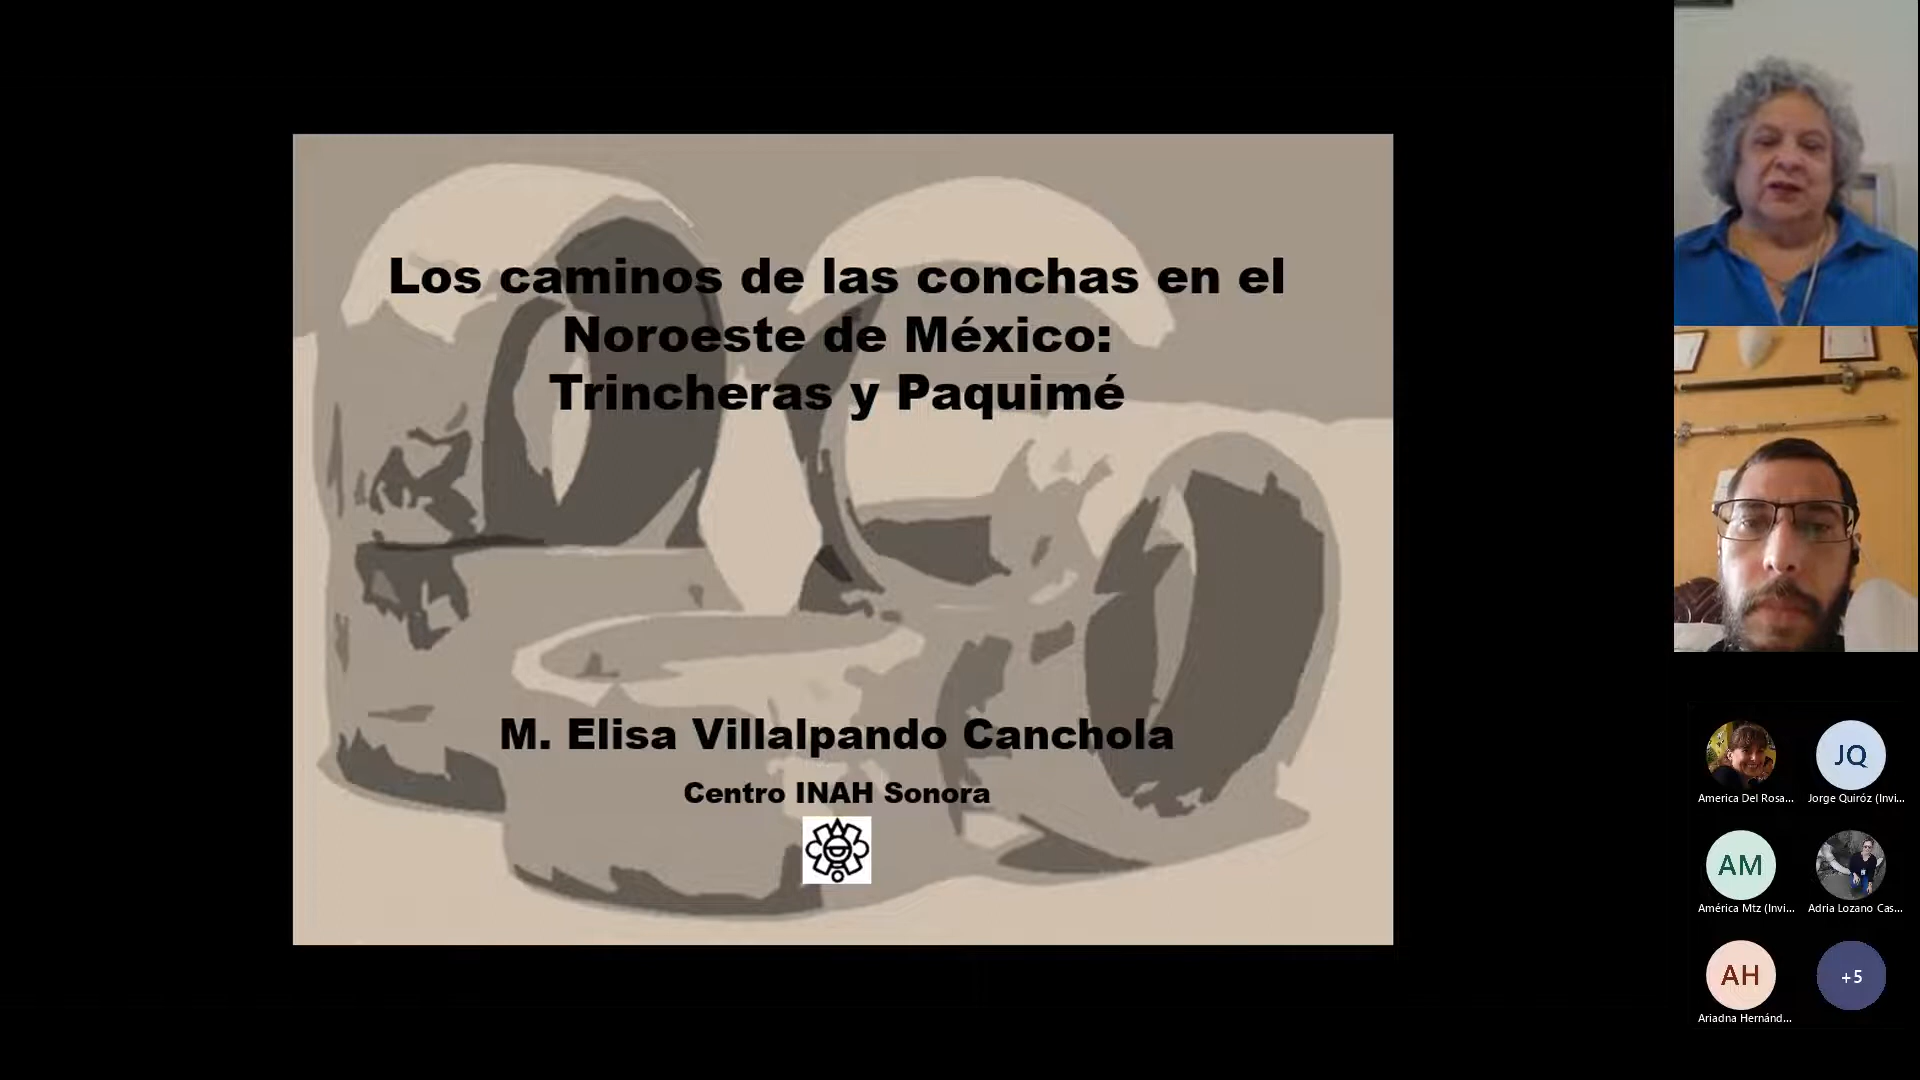 Los caminos de las conchas en el
Noroeste de México:
Trincheras y Paquimé
M. Elisa Villalpando Canchola
Centro INAH Sonora
America Del Rosa...
JQ
Jorge Quiróz (Invi...
AM
América Mtz (Invi...
Adria Lozano Cas...
AH
Ariadna Hernánd...
+5